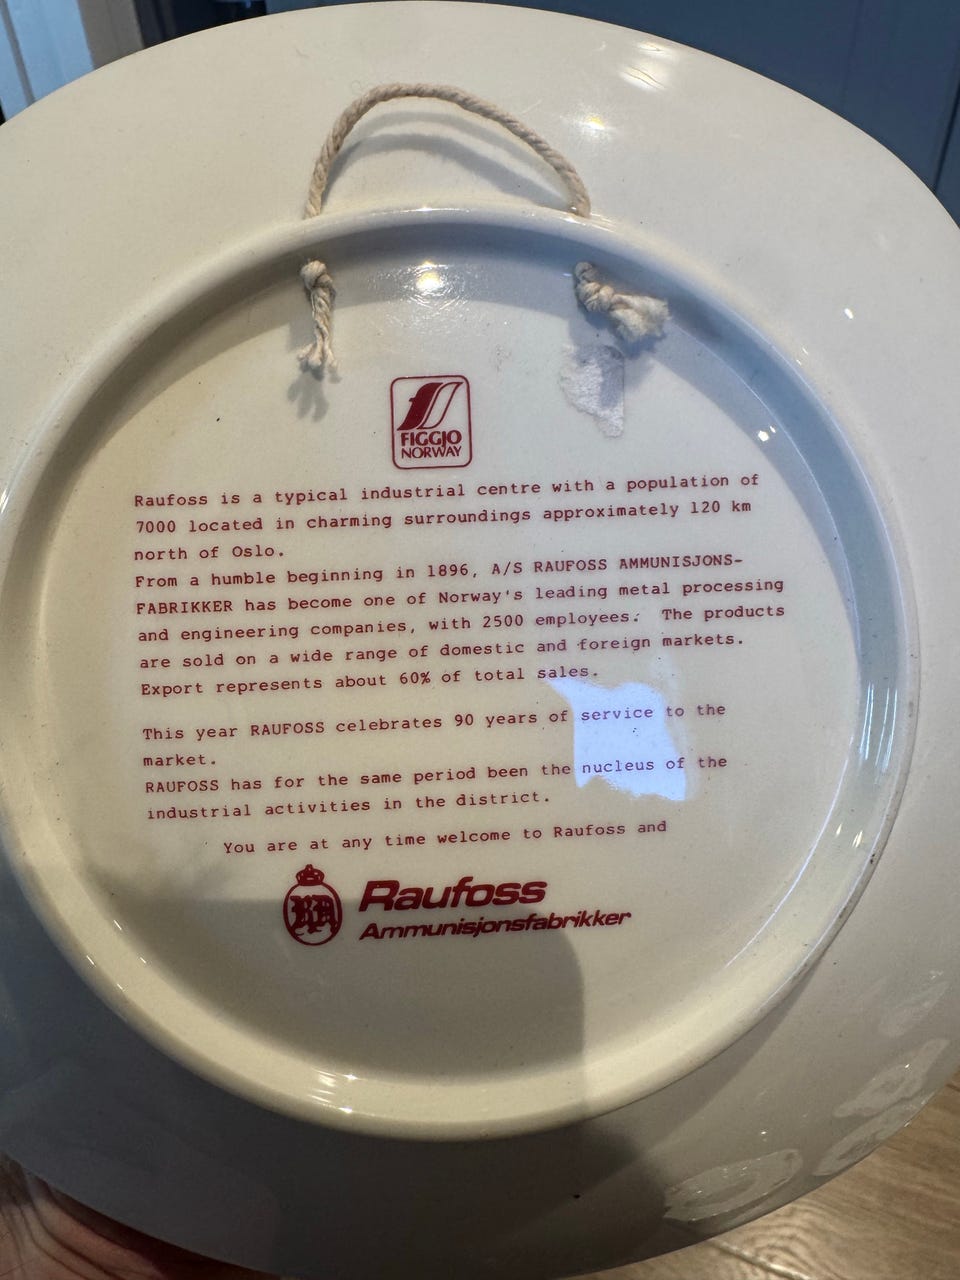 FIGGJO
NORWAY
Raufoss is a typical industrial centre with a population of
7000 located in charming surroundings approximately 120 km
north of Oslo.
From a humble beginning in 1896, A/S RAUFOSS AMMUNISJONS-
FABRIKKER has become one of Norway's leading metal processing
and engineering companies, with 2500 employees. The products
are sold on a wide range of domestic and foreign markets.
Export represents about 60% of total sales.
This year RAUFOSS celebrates 90 years of service to the
market.
RAUFOSS has for the same period been the nucleus of the
industrial activities in the district.
You are at any time welcome to Raufoss and
Raufoss
Ammunisjonsfabrikker